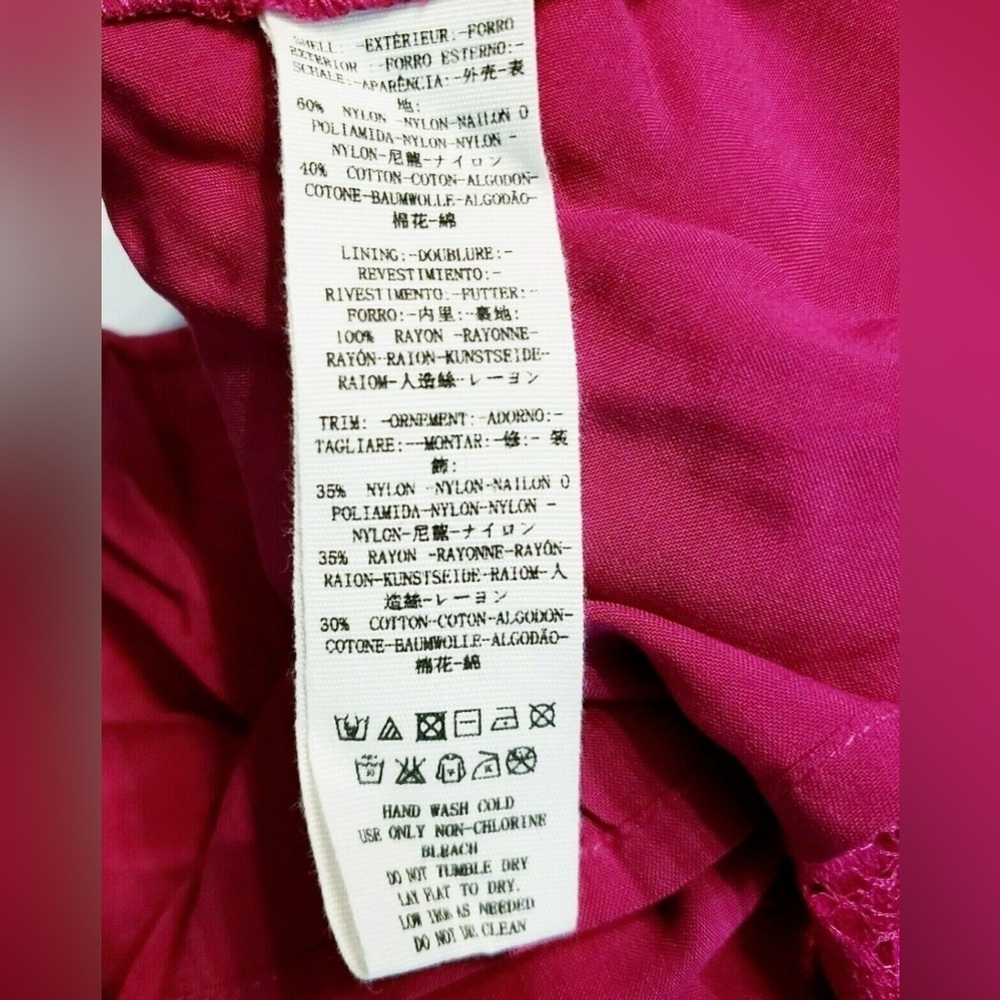 SHELL: -EXTÉRIEUR:-FORRO
EXTERIOR :-FORRO ESTERNO:-
SCHALE:-APARÊNCIA:-外壳-表
地:
60% NYLON -NYLON-NAILON O
POLIAMIDA-NYLON-NYLON -
NYLON-尼龍-ナイロン
40% COTTON-COTON-ALGODON-
COTONE-BAUMWOLLE-ALGODÃO-
棉花-綿
LINING:-DOUBLURE:-
REVESTIMIENTO:-
RIVESTIMENTO:-FUTTER:-
FORRO:-内里:-裏地:
100% RAYON -RAYONNE-
RAYÓN-RAION-KUNSTSEIDE-
RAIOM-人造絲-レーヨン
TRIM: -ORNEMENT:-ADORNO:-
TAGLIARE:-MONTAR:-修:- 装
飾:
35% NYLON -NYLON-NAILON O
POLIAMIDA-NYLON-NYLON -
NYLON-尼龍-ナイロン
35% RAYON -RAYONNE-RAYÓN-
RAION-KUNSTSEIDE-RAIOM-人
造絲-レーヨン
30% COTTON-COTON-ALGODON-
COTONE-BAUMWOLLE-ALGODÃO-
棉花-綿
HAND WASH COLD
USE ONLY NON-CHLORINE
BLEACH
DO NOT TUMBLE DRY
LAY FLAT TO DRY.
LOW IRON AS NEEDED
DO NOT DRY CLEAN